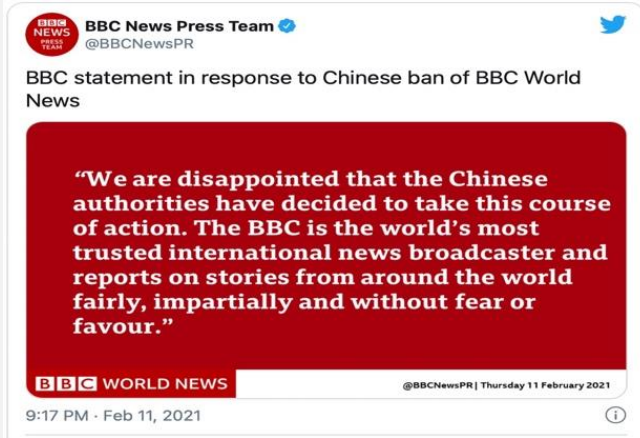 BBC
NEWS
PRESS
TEAM
BBC News Press Team
@BBCNewsPR
BBC statement in response to Chinese ban of BBC World
News
“We are disappointed that the Chinese
authorities have decided to take this course
of action. The BBC is the world’s most
trusted international news broadcaster and
reports on stories from around the world
fairly, impartially and without fear or
favour.”
BBC WORLD NEWS
@BBCNewsPR| Thursday 11 February 2021
9:17 PM · Feb 11, 2021